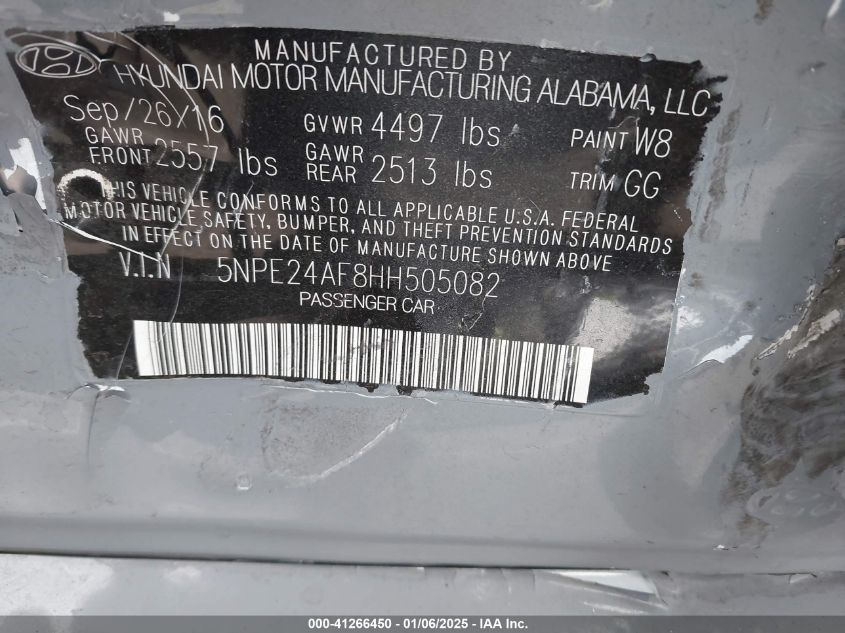 MANUFACTURED BY
HYUNDAI MOTOR MANUFACTURING ALABAMA, LLC
Sep/26/16 GVWR 4497 lbs PAINT W8
GAWR FRONT 2557 lbs GAWR REAR 2513 lbs TRIM GG
THIS VEHICLE CONFORMS TO ALL APPLICABLE U.S.A. FEDERAL
MOTOR VEHICLE SAFETY, BUMPER, AND THEFT PREVENTION STANDARDS
IN EFFECT ON THE DATE OF MANUFACTURE SHOWN ABOVE
V.I.N 5NPE24AF8HH505082
PASSENGER CAR
000-41266450 - 01/06/2025 - IAA Inc.